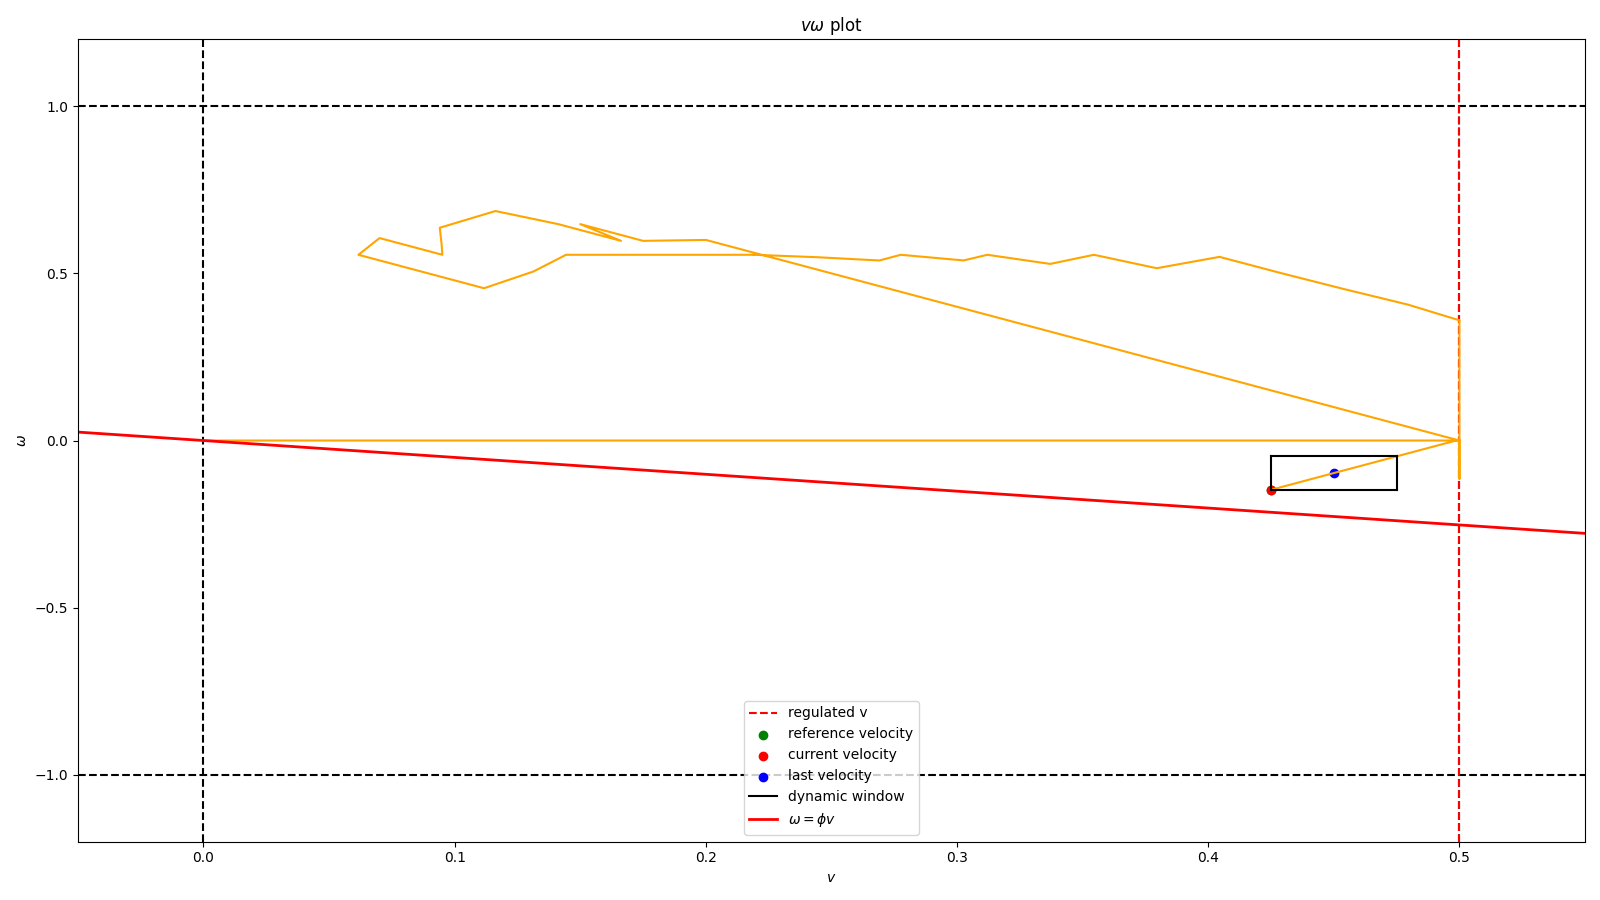 vω plot
1.0
0.5
0.0
−0.5
−1.0
ω
0.0 0.1 0.2 0.3 0.4 0.5
v
regulated v
reference velocity
current velocity
last velocity
dynamic window
ω = ϕv